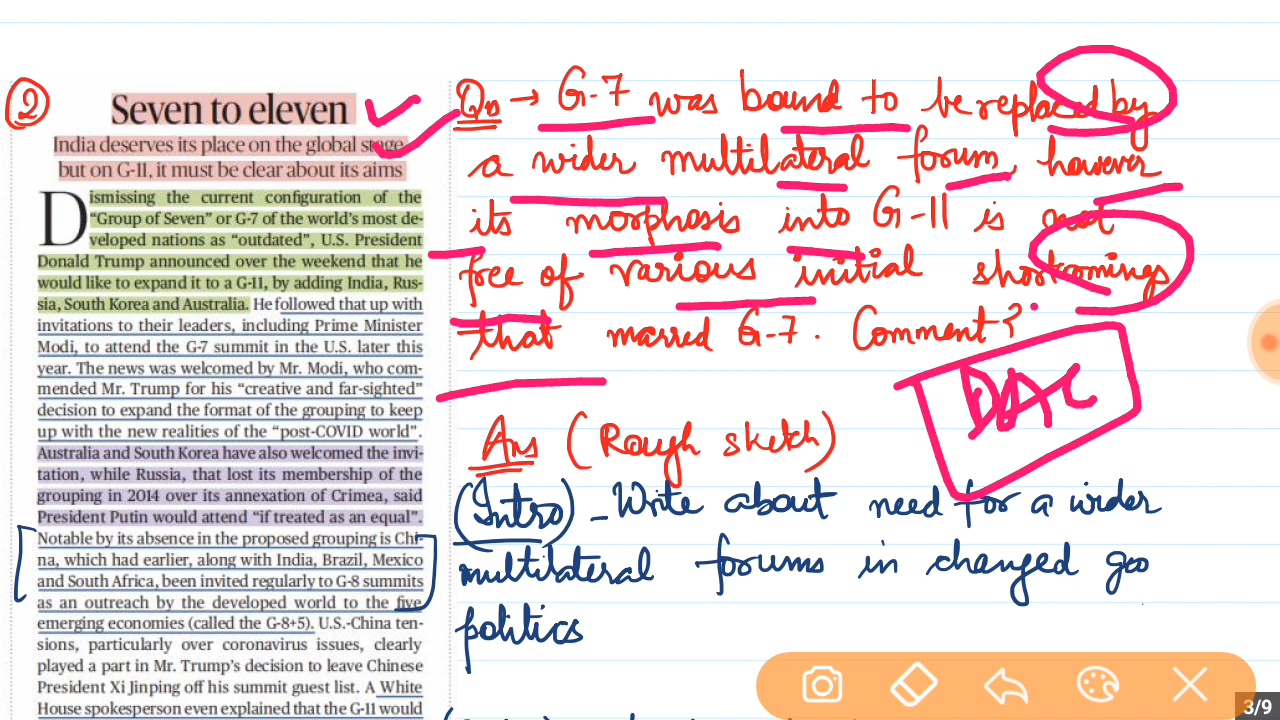 2
Seven to eleven
India deserves its place on the global stage
but on G-11, it must be clear about its aims
Dismissing the current configuration of the
"Group of Seven" or G-7 of the world's most de-
veloped nations as "outdated", U.S. President
Donald Trump announced over the weekend that he
would like to expand it to a G-11, by adding India, Rus-
sia, South Korea and Australia. He followed that up with
invitations to their leaders, including Prime Minister
Modi, to attend the G-7 summit in the U.S. later this
year. The news was welcomed by Mr. Modi, who com-
mended Mr. Trump for his "creative and far-sighted"
decision to expand the format of the grouping to keep
up with the new realities of the "post-COVID world".
Australia and South Korea have also welcomed the invi-
tation, while Russia, that lost its membership of the
grouping in 2014 over its annexation of Crimea, said
President Putin would attend "if treated as an equal".
Notable by its absence in the proposed grouping is Chi-
na, which had earlier, along with India, Brazil, Mexico
and South Africa, been invited regularly to G-8 summits
as an outreach by the developed world to the five
emerging economies (called the G-8+5). U.S.-China ten-
sions, particularly over coronavirus issues, clearly
played a part in Mr. Trump's decision to leave Chinese
President Xi Jinping off his summit guest list. A White
House spokesperson even explained that the G-11 would
Qn → G-7 was bound to be replaced by
a wider multilateral forum, however
its morphosis into G-11 is not
free of various initial shortcomings
that marred G-7. Comment?
DAC
Ans (Rough sketch)
(Intro) - Write about need for a wider
multilateral forums in changed geo
politics
3/9